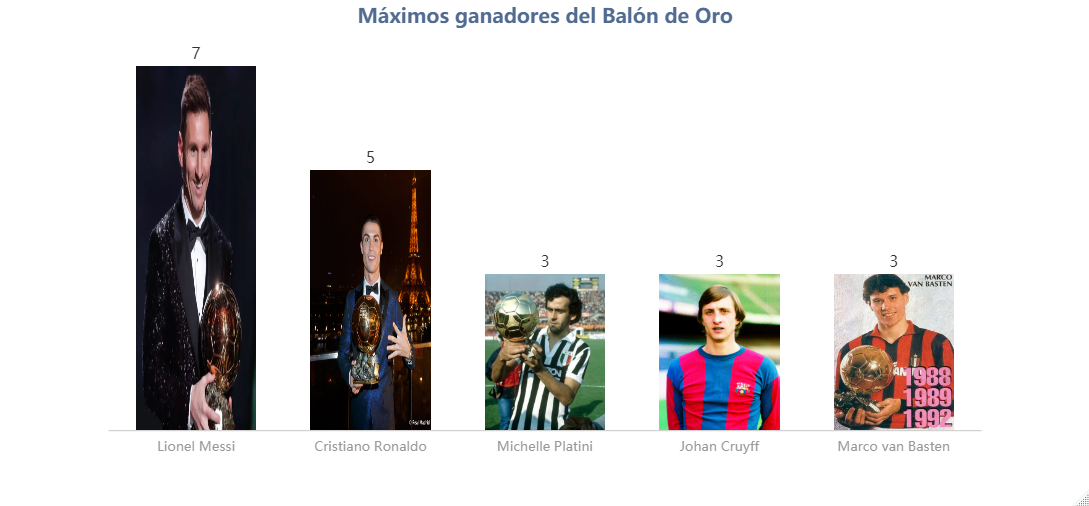 Máximos ganadores del Balón de Oro
7
5
3
3
3
MARCO
VAN BASTEN
1988
1989
1992
Lionel Messi
Cristiano Ronaldo
Michelle Platini
Johan Cruyff
Marco van Basten